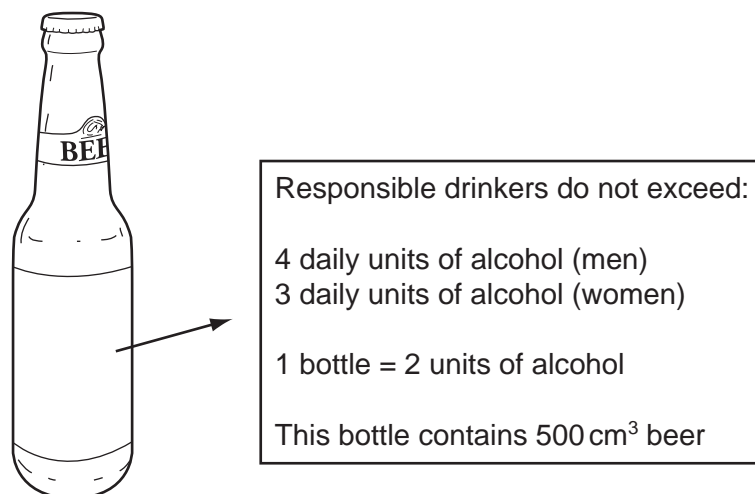 BEE
Responsible drinkers do not exceed:
4 daily units of alcohol (men)
3 daily units of alcohol (women)
1 bottle = 2 units of alcohol
This bottle contains 500 cm³ beer